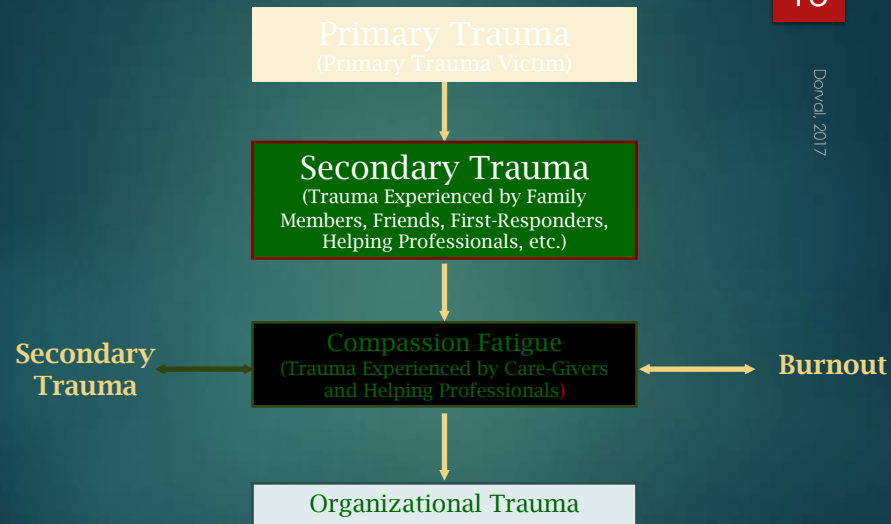 Primary Trauma
(Primary Trauma Victim)
Dorval, 2017
Secondary Trauma
(Trauma Experienced by Family
Members, Friends, First-Responders,
Helping Professionals, etc.)
Secondary
Trauma
Compassion Fatigue
(Trauma Experienced by Care-Givers
and Helping Professionals)
Burnout
Organizational Trauma